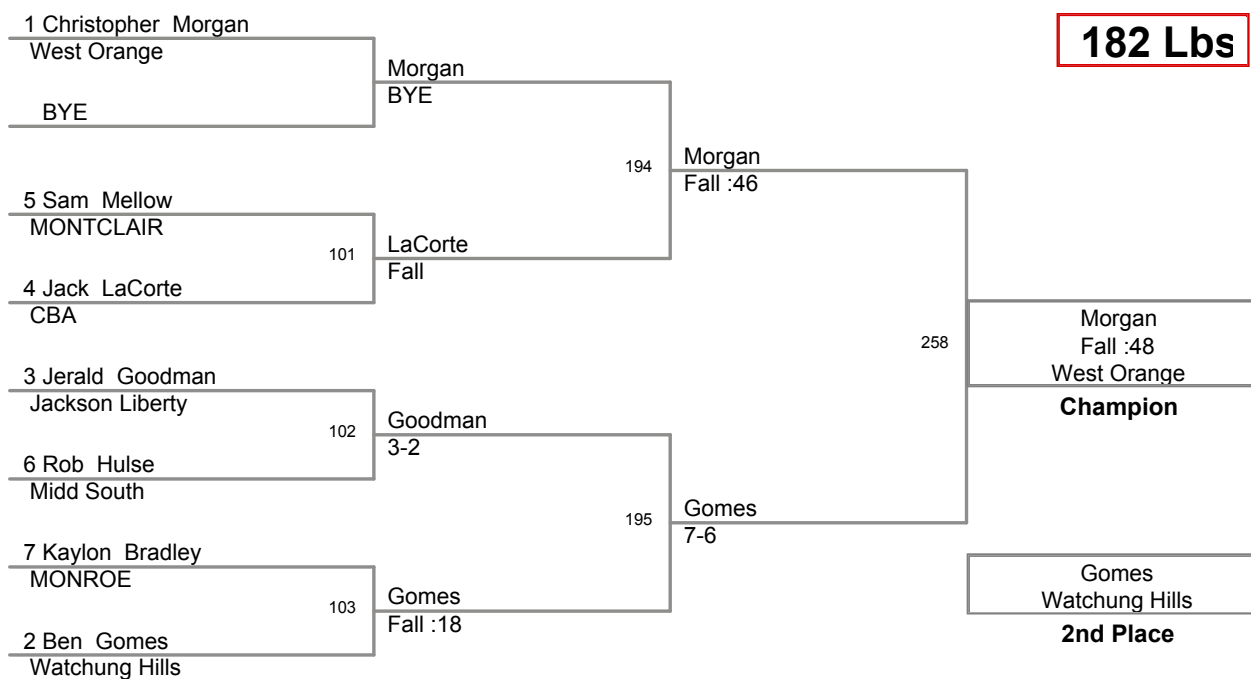 1 Christopher Morgan
West Orange
182 Lbs
Morgan
BYE
BYE
194
Morgan
Fall :46
5 Sam Mellow
MONTCLAIR
101
LaCorte
Fall
4 Jack LaCorte
CBA
258
Morgan
Fall :48
West Orange
Champion
3 Jerald Goodman
Jackson Liberty
102
Goodman
3-2
6 Rob Hulse
Midd South
195
Gomes
7-6
7 Kaylon Bradley
MONROE
103
Gomes
Fall :18
2 Ben Gomes
Watchung Hills
Gomes
Watchung Hills
2nd Place